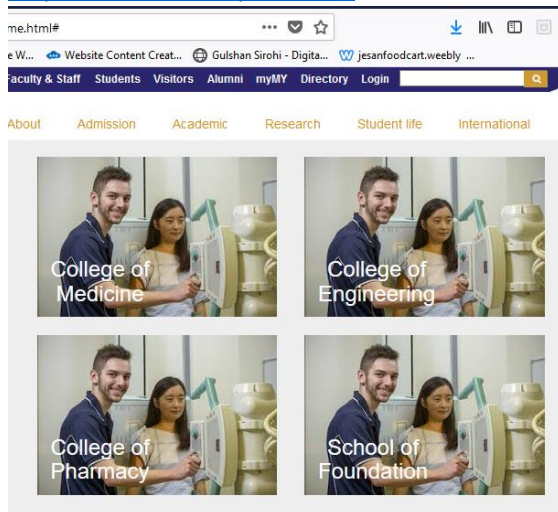 me.html#
e W... Website Content Creat... Gulshan Sirohi - Digita... jesanfoodcart.weebly ...
Faculty & Staff Students Visitors Alumni myMY Directory Login
About Admission Academic Research Student life International
College of
Medicine
College of
Engineering
College of
Pharmacy
School of
Foundation